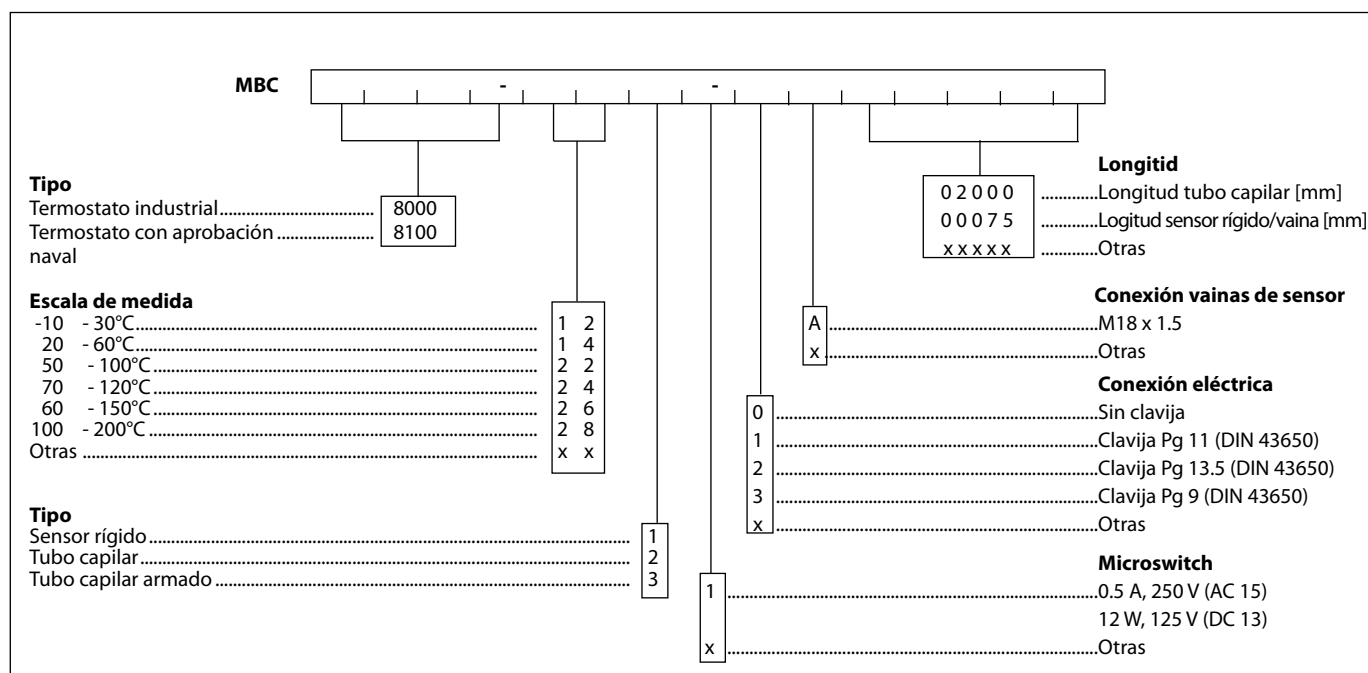 MBC - -
Tipo
Termostato industrial.................................... 8000
Termostato con aprobación ...................... 8100
naval
Escala de medida
-10 - 30°C.................................................... 1 2
20 - 60°C.................................................... 1 4
50 - 100°C.................................................... 2 2
70 - 120°C.................................................... 2 4
60 - 150°C.................................................... 2 6
100 - 200°C.................................................... 2 8
Otras .................................................... x x
Tipo
Sensor rígido.................................................... 1
Tubo capilar.................................................... 2
Tubo capilar armado .................................................... 3
Longitid
0 2 0 0 0 ............Longitud tubo capilar [mm]
0 0 0 7 5 ............Logitud sensor rígido/vaina [mm]
x x x x x ............Otras
Conexión vainas de sensor
A ....................................................M18 x 1.5
x ....................................................Otras
Conexión eléctrica
0 ....................................................Sin clavija
1 ....................................................Clavija Pg 11 (DIN 43650)
2 ....................................................Clavija Pg 13.5 (DIN 43650)
3 ....................................................Clavija Pg 9 (DIN 43650)
x ....................................................Otras
Microswitch
1 ....................................................0.5 A, 250 V (AC 15)
12 W, 125 V (DC 13)
x ....................................................Otras